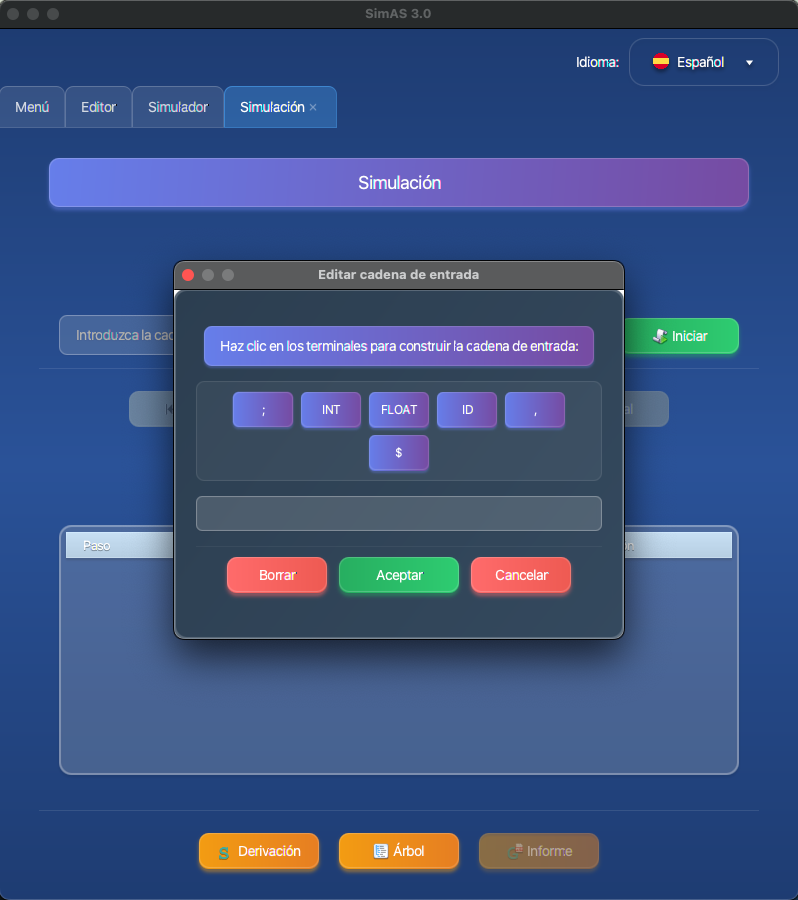 SimAS 3.0
Idioma: Español
Menú Editor Simulador Simulación ×
Simulación
Editar cadena de entrada
Haz clic en los terminales para construir la cadena de entrada:
Introduzca la
Iniciar
; INT FLOAT ID ,
$
Paso
Borrar Aceptar Cancelar
Derivación Árbol Informe